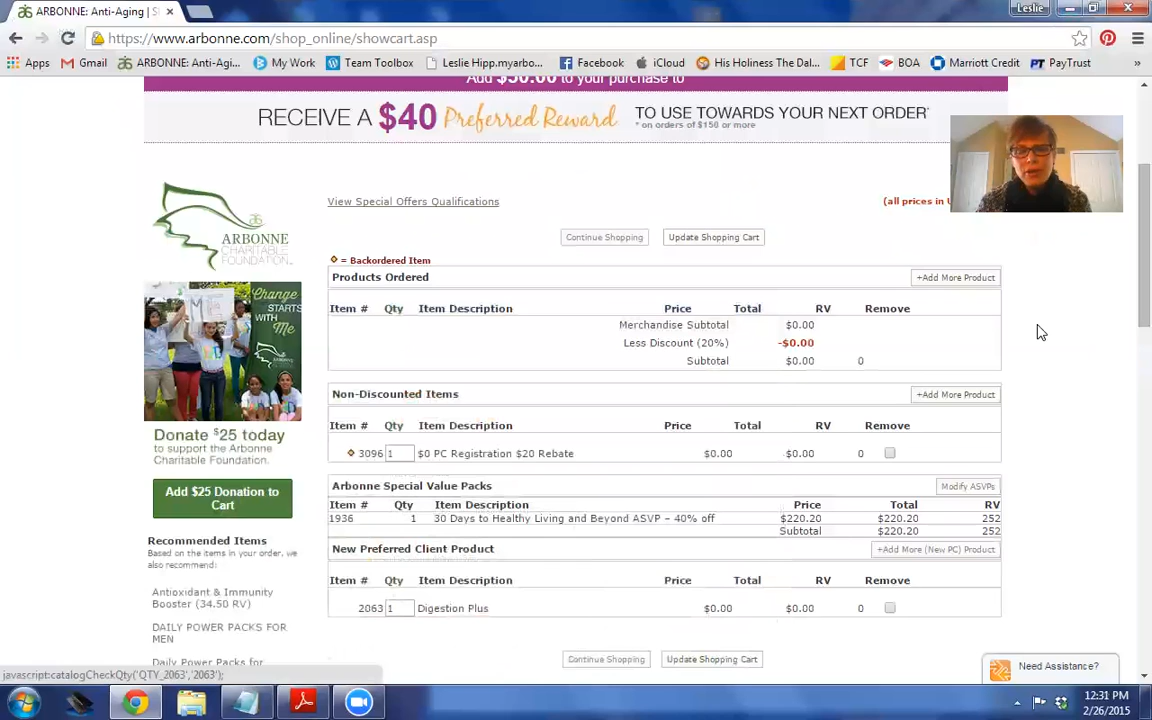 ARBONNE: Anti-Aging | S
Leslie
https://www.arbonne.com/shop_online/showcart.asp
Apps Gmail ARBONNE: Anti-Agi... My Work Team Toolbox Leslie Hipp.myarbo... Facebook iCloud His Holiness The Dal... TCF BOA Marriott Credit PayTrust »
Add $50.00 to your purchase to
RECEIVE A $40 Preferred Reward TO USE TOWARDS YOUR NEXT ORDER*
* on orders of $150 or more
View Special Offers Qualifications
(all prices in U
Continue Shopping Update Shopping Cart
= Backordered Item
Products Ordered +Add More Product
Item # Qty Item Description Price Total RV Remove
Merchandise Subtotal $0.00
Less Discount (20%) -$0.00
Subtotal $0.00 0
Non-Discounted Items +Add More Product
Item # Qty Item Description Price Total RV Remove
3096 1 $0 PC Registration $20 Rebate $0.00 $0.00 0
Arbonne Special Value Packs Modify ASVPs
Item # Qty Item Description Price Total RV
1936 1 30 Days to Healthy Living and Beyond ASVP – 40% off $220.20 $220.20 252
Subtotal $220.20 252
New Preferred Client Product +Add More (New PC) Product
Item # Qty Item Description Price Total RV Remove
2063 1 Digestion Plus $0.00 $0.00 0
Continue Shopping Update Shopping Cart
ARBONNE
CHARITABLE
FOUNDATION
Change
STARTS
WITH
Me
ME
Donate $25 today
to support the Arbonne
Charitable Foundation.
Add $25 Donation to
Cart
Recommended Items
Based on the items in your order, we
also recommend:
Antioxidant & Immunity
Booster (34.50 RV)
DAILY POWER PACKS FOR
MEN
Daily Power Packs for
javascript:catalogCheckQty('QTY_2063','2063');
Need Assistance?
12:31 PM
2/26/2015